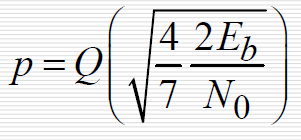 p = Q(√(4/7 2E_b/N_0))